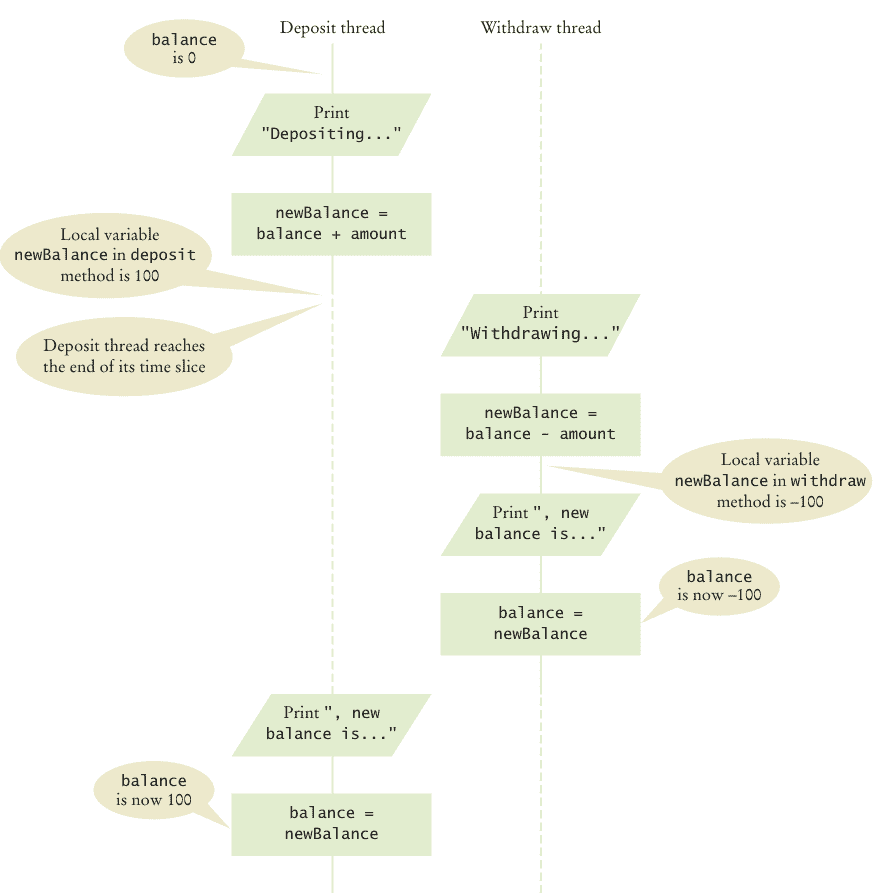 Deposit thread
Withdraw thread
balance
is 0
Print
"Depositing..."
newBalance =
balance + amount
Local variable
newBalance in deposit
method is 100
Deposit thread reaches
the end of its time slice
Print
"Withdrawing..."
newBalance =
balance - amount
Local variable
newBalance in withdraw
method is –100
Print ", new
balance is..."
balance
is now –100
balance =
newBalance
Print ", new
balance is..."
balance
is now 100
balance =
newBalance